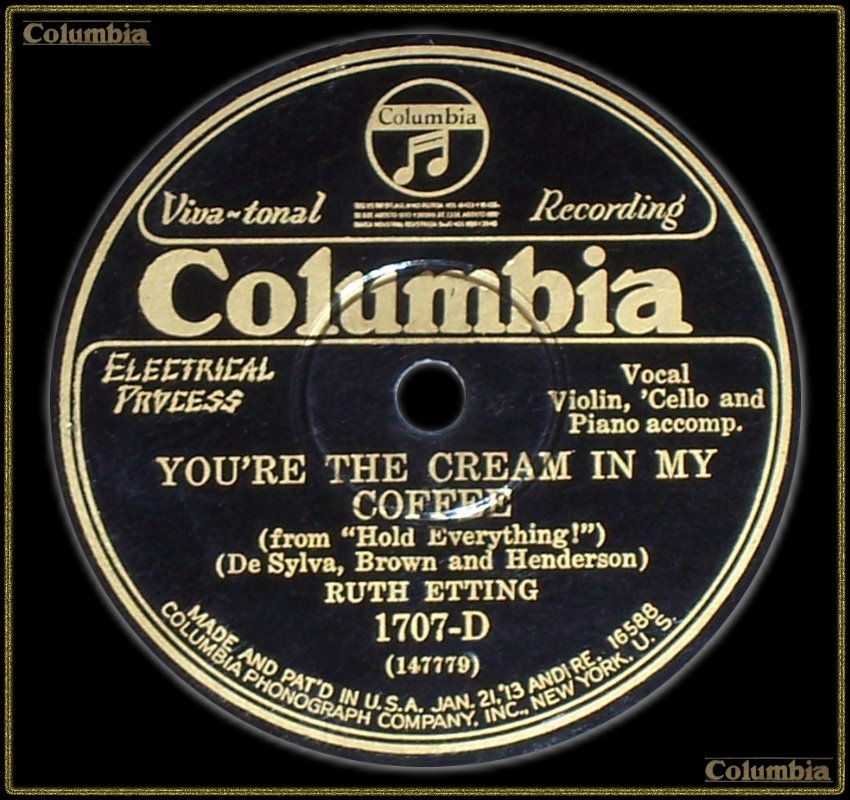 Columbia
Columbia
Viva-tonal Recording
Columbia
ELECTRICAL
PROCESS
Vocal
Violin, 'Cello and
Piano accomp.
YOU'RE THE CREAM IN MY
COFFEE
(from "Hold Everything!")
(De Sylva, Brown and Henderson)
RUTH ETTING
1707-D
(147779)
MADE AND PAT'D IN U.S.A. JAN. 21,'13 AND RE. 16588
COLUMBIA PHONOGRAPH COMPANY, INC., NEW YORK, U. S.
Columbia